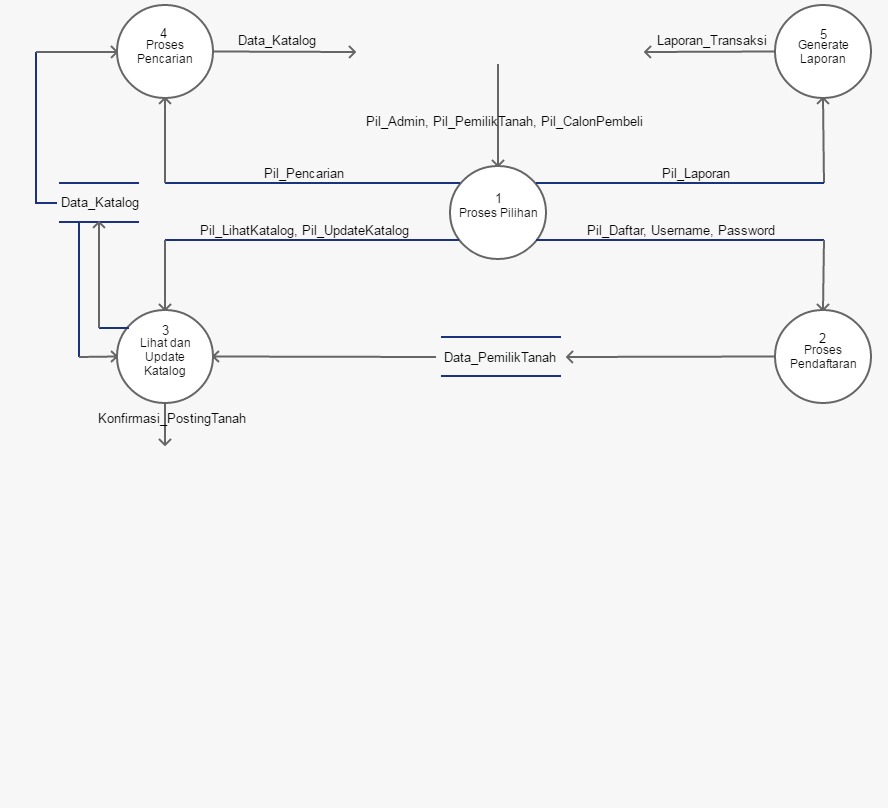 4
Proses
Pencarian
Data_Katalog
Laporan_Transaksi
5
Generate
Laporan
Pil_Admin, Pil_PemilikTanah, Pil_CalonPembeli
Pil_Pencarian
Pil_Laporan
1
Proses Pilihan
Data_Katalog
Pil_LihatKatalog, Pil_UpdateKatalog
Pil_Daftar, Username, Password
3
Lihat dan
Update
Katalog
Data_PemilikTanah
2
Proses
Pendaftaran
Konfirmasi_PostingTanah